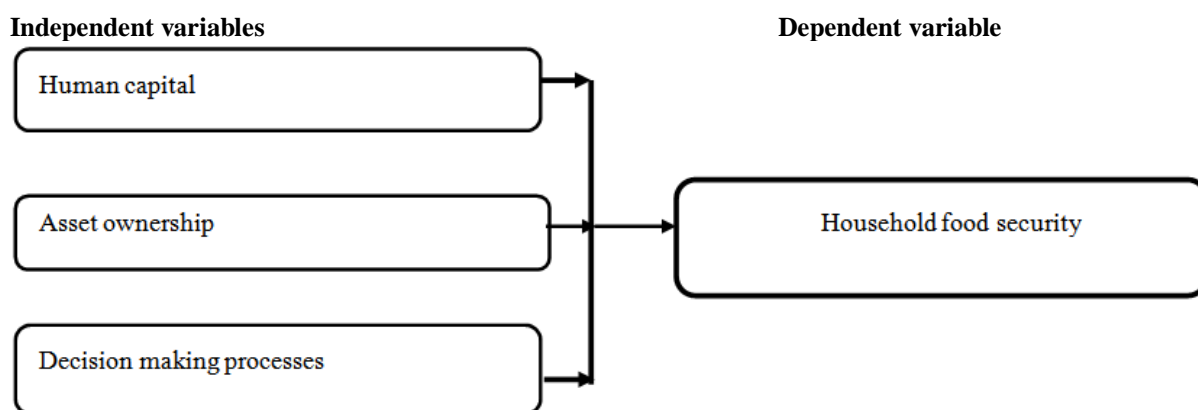 Independent variables
Dependent variable
Human capital
Asset ownership
Household food security
Decision making processes